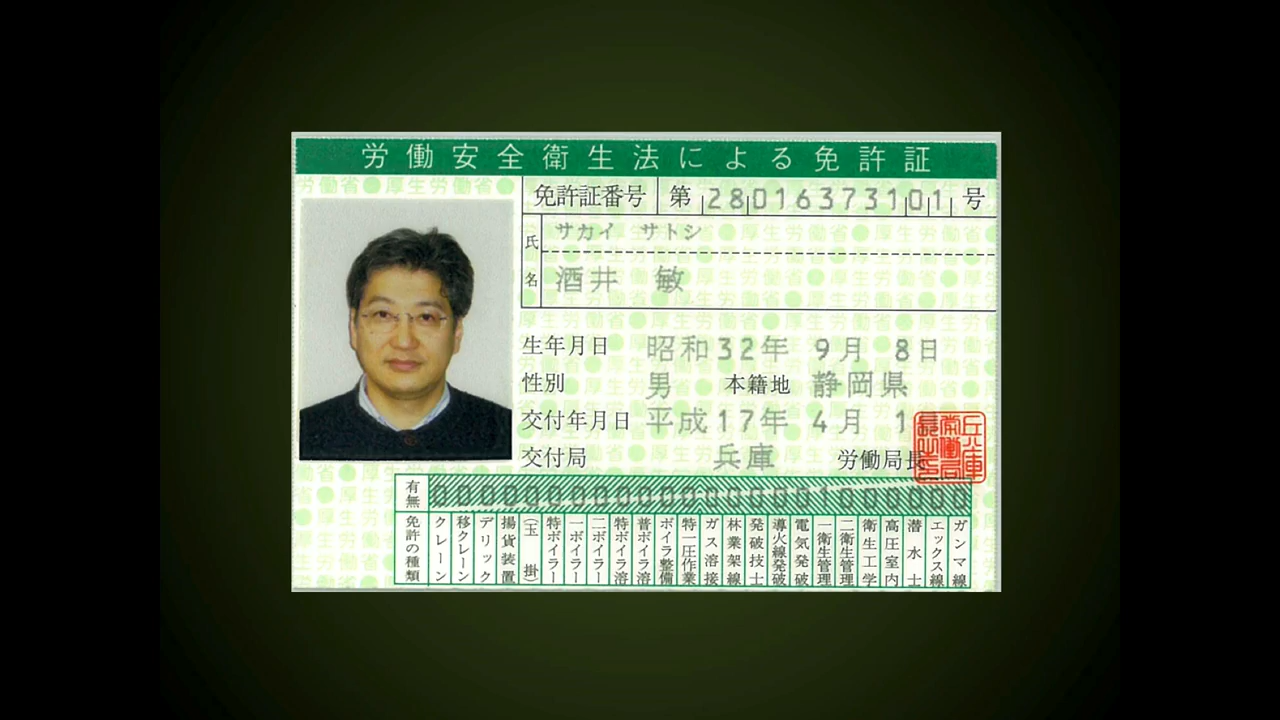 労働安全衛生法による免許証
免許証番号 第 28016373101 号
氏名
サカイ サトシ
酒井 敏
生年月日 昭和32年 9月 8日
性別 男 本籍地 静岡県
交付年月日 平成17年 4月 1
交付局 兵庫 労働局長
有無
免許の種類
クレーン
移クレーン
デリック
揚貨装置
(玉掛)
特ボイラー
一ボイラー
二ボイラー
特ボイラ溶
普ボイラ溶
ボイラ整備
特一圧作業
ガス溶接
林業架線
発破技士
導火線発破
電気発破
一衛生管理
二衛生管理
衛生工学
高圧室内
潜水士
エックス線
ガンマ線